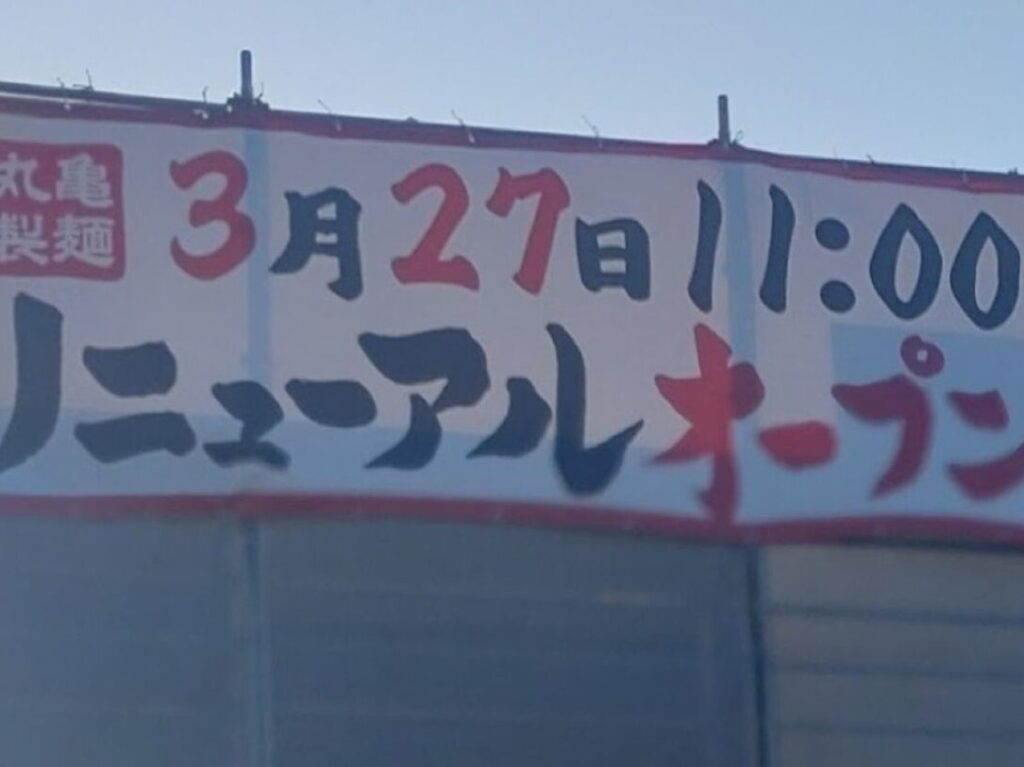 丸亀
製麺
3月27日 11:00
リニューアルオープン